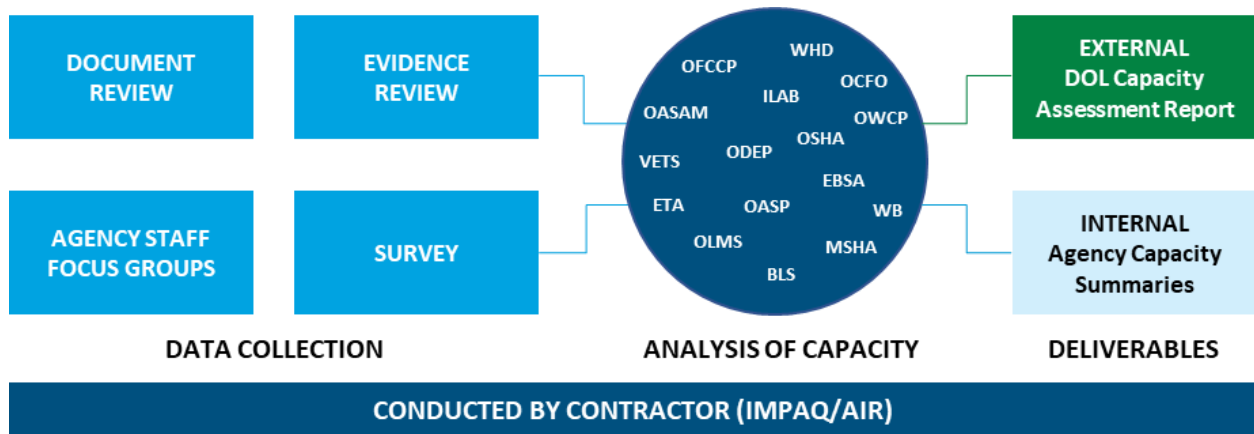 DOCUMENT
REVIEW
EVIDENCE
REVIEW
AGENCY STAFF
FOCUS GROUPS
SURVEY
DATA COLLECTION
WHD
OFCCP
OCFO
ILAB
OASAM
OWCP
OSHA
ODEP
VETS
EBSA
ETA
OASP
WB
OLMS
MSHA
BLS
ANALYSIS OF CAPACITY
EXTERNAL
DOL Capacity
Assessment Report
INTERNAL
Agency Capacity
Summaries
DELIVERABLES
CONDUCTED BY CONTRACTOR (IMPAQ/AIR)